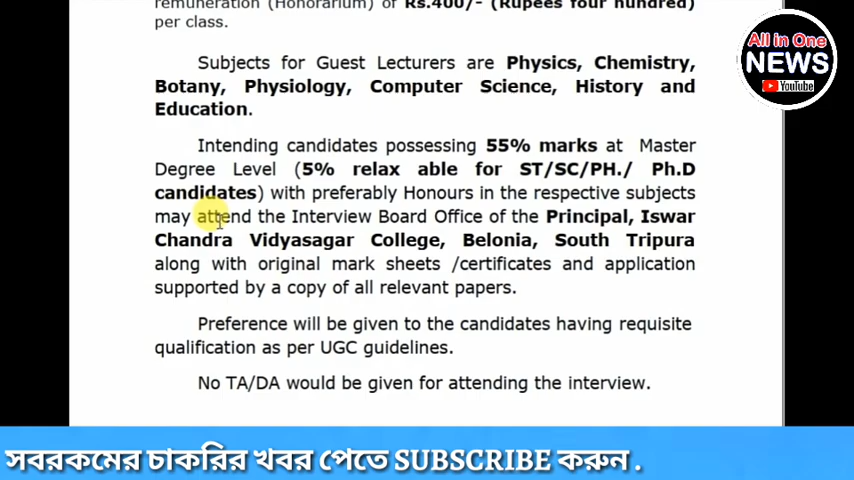 remuneration (Honorarium) of Rs.400/- (Rupees four hundred)
per class.
Subjects for Guest Lecturers are Physics, Chemistry,
Botany, Physiology, Computer Science, History and
Education.
Intending candidates possessing 55% marks at Master
Degree Level (5% relax able for ST/SC/PH./ Ph.D
candidates) with preferably Honours in the respective subjects
may attend the Interview Board Office of the Principal, Iswar
Chandra Vidyasagar College, Belonia, South Tripura
along with original mark sheets /certificates and application
supported by a copy of all relevant papers.
Preference will be given to the candidates having requisite
qualification as per UGC guidelines.
No TA/DA would be given for attending the interview.
All in One
NEWS
YouTube
সবরকমের চাকরির খবর পেতে SUBSCRIBE করুন .